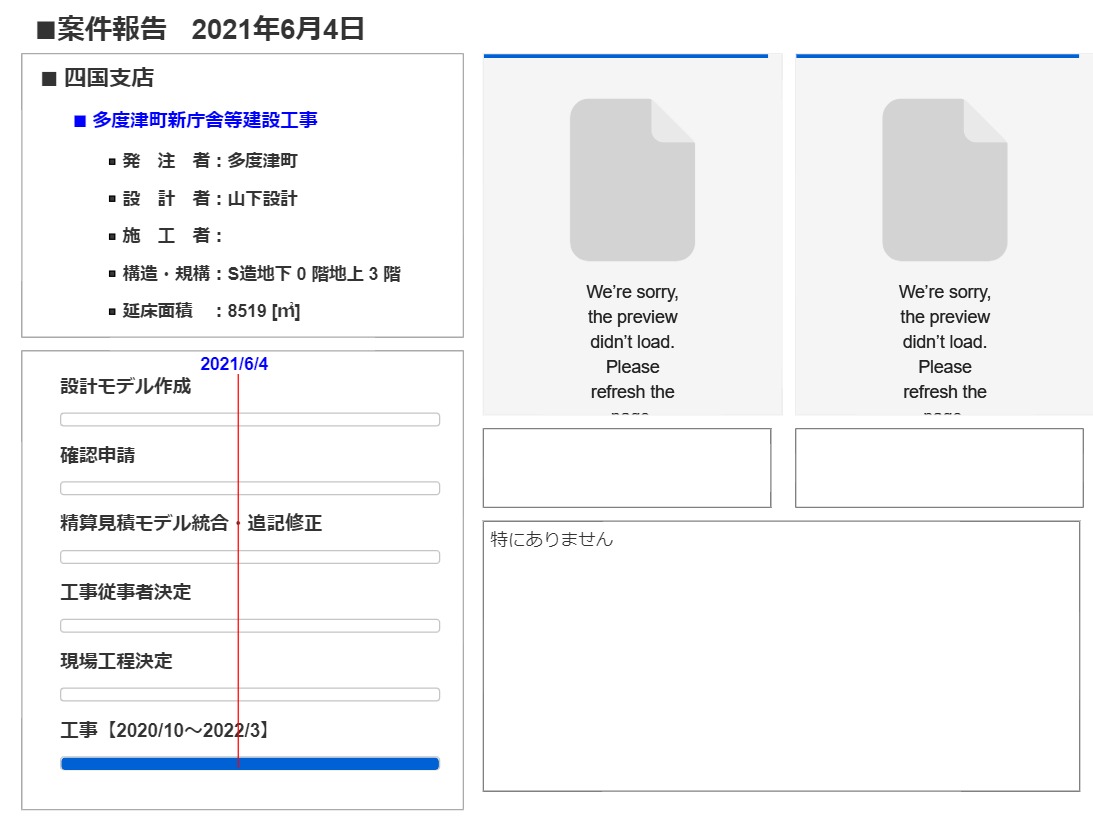 ■案件報告　2021年6月4日
■ 四国支店
■ 多度津町新庁舎等建設工事
▪ 発　注　者：多度津町
▪ 設　計　者：山下設計
▪ 施　工　者：
▪ 構造・規構：S造地下 0 階地上 3 階
▪ 延床面積　：8519 [㎡]
2021/6/4
設計モデル作成
確認申請
精算見積モデル統合・追記修正
工事従事者決定
現場工程決定
工事【2020/10～2022/3】
We’re sorry,
the preview
didn’t load.
Please
refresh the
page.
We’re sorry,
the preview
didn’t load.
Please
refresh the
page.
特にありません